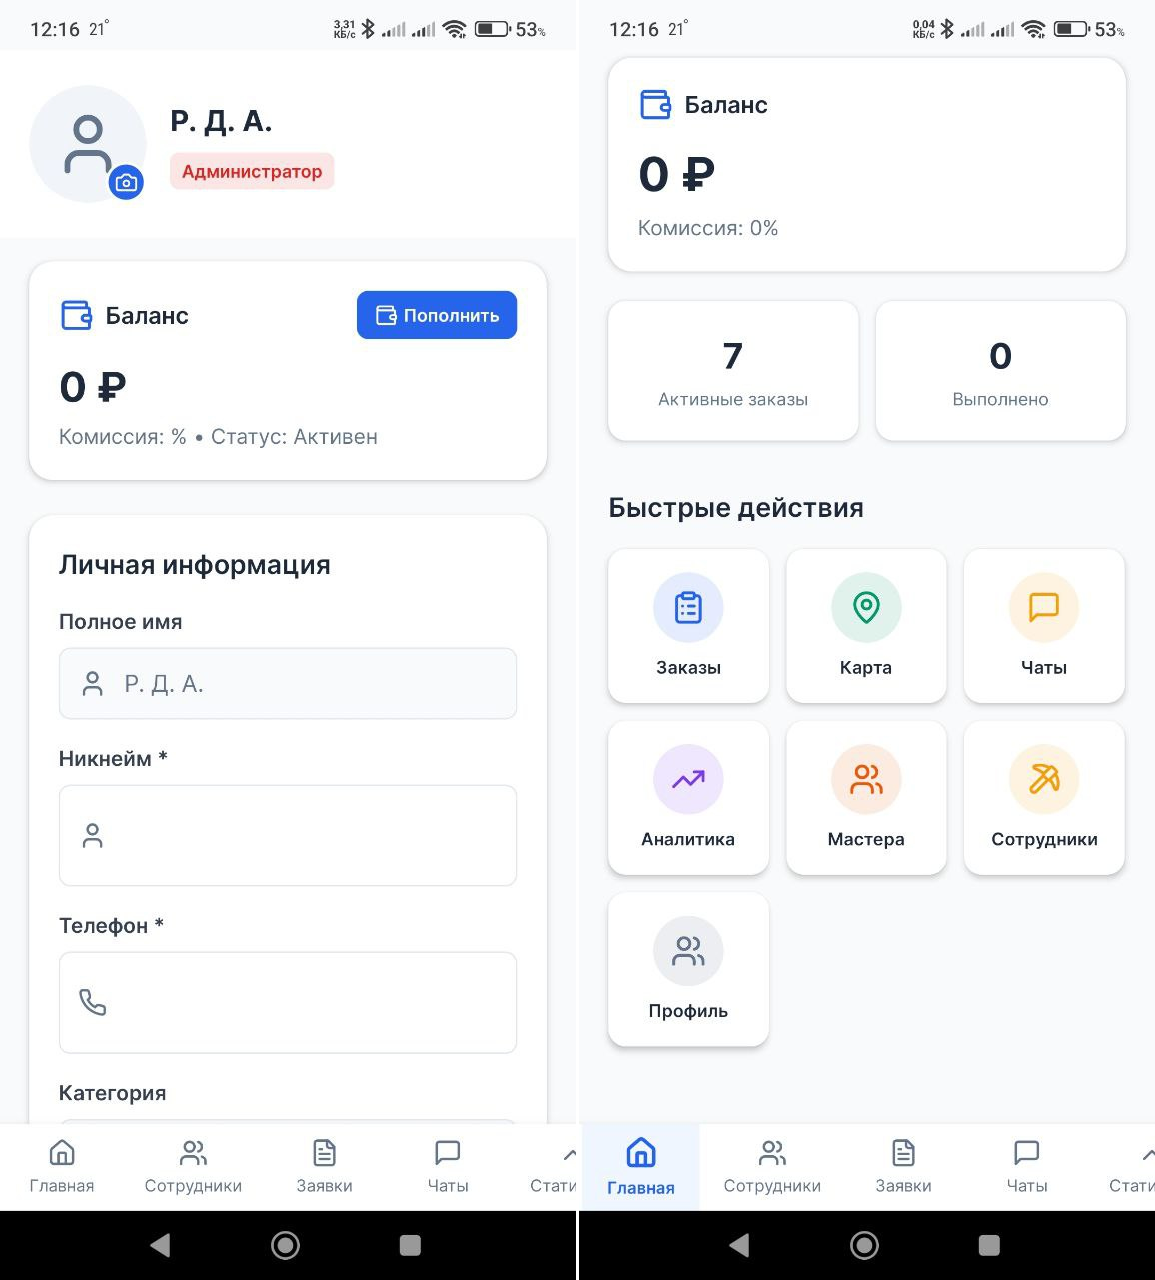 12:16 21° 3,31 КБ/с 53%
Р. Д. А.
Администратор
Баланс
Пополнить
0 ₽
Комиссия: % • Статус: Активен
Личная информация
Полное имя
Р. Д. А.
Никнейм *
Телефон *
Категория
Главная Сотрудники Заявки Чаты Стати
12:16 21° 0,04 КБ/с 53%
Баланс
0 ₽
Комиссия: 0%
7 0
Активные заказы Выполнено
Быстрые действия
Заказы Карта Чаты
Аналитика Мастера Сотрудники
Профиль
Главная Сотрудники Заявки Чаты Стати